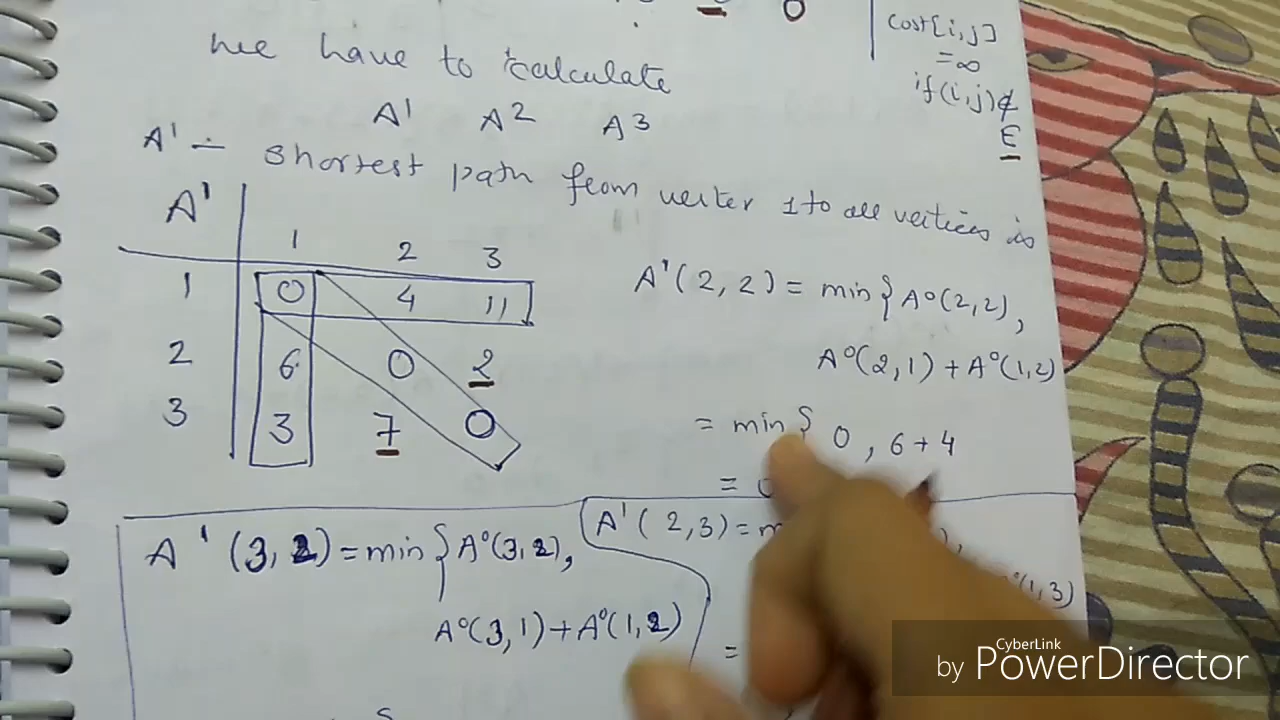 cost[i,j]
= ∞
if (i,j) ∉
E
we have to calculate
A¹ A² A³
A¹ - shortest path from verter 1 to all vertices is
A¹ 1 2 3
1 0 4 11
2 6 0 2
3 3 7 0
A¹(2,2) = min { A⁰(2,2),
A⁰(2,1) + A⁰(1,2)
= min { 0, 6+4
=
A¹(3,2) = min { A⁰(3,2),
A⁰(3,1) + A⁰(1,2)
A¹(2,3) =
(1,3)
=
CyberLink
by PowerDirector